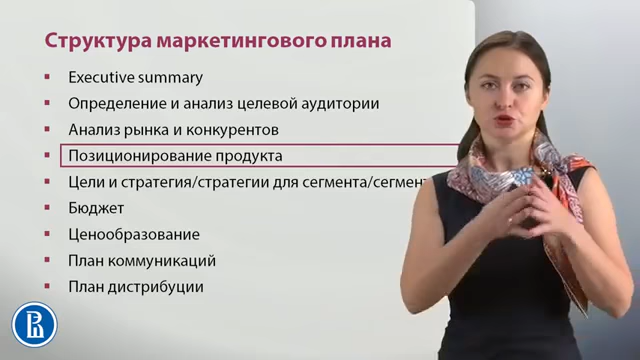 Структура маркетингового плана
Executive summary
Определение и анализ целевой аудитории
Анализ рынка и конкурентов
Позиционирование продукта
Цели и стратегия/стратегии для сегмента/сегмент
Бюджет
Ценообразование
План коммуникаций
План дистрибуции